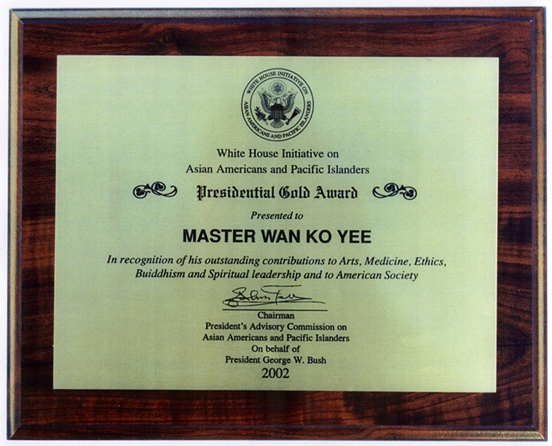 WHITE HOUSE INITIATIVE ON
ASIAN AMERICANS AND PACIFIC ISLANDERS
White House Initiative on
Asian Americans and Pacific Islanders
Presidential Gold Award
Presented to
MASTER WAN KO YEE
In recognition of his outstanding contributions to Arts, Medicine, Ethics,
Buiddhism and Spiritual leadership and to American Society
Chairman
President's Advisory Commission on
Asian Americans and Pacific Islanders
On behalf of
President George W. Bush
2002